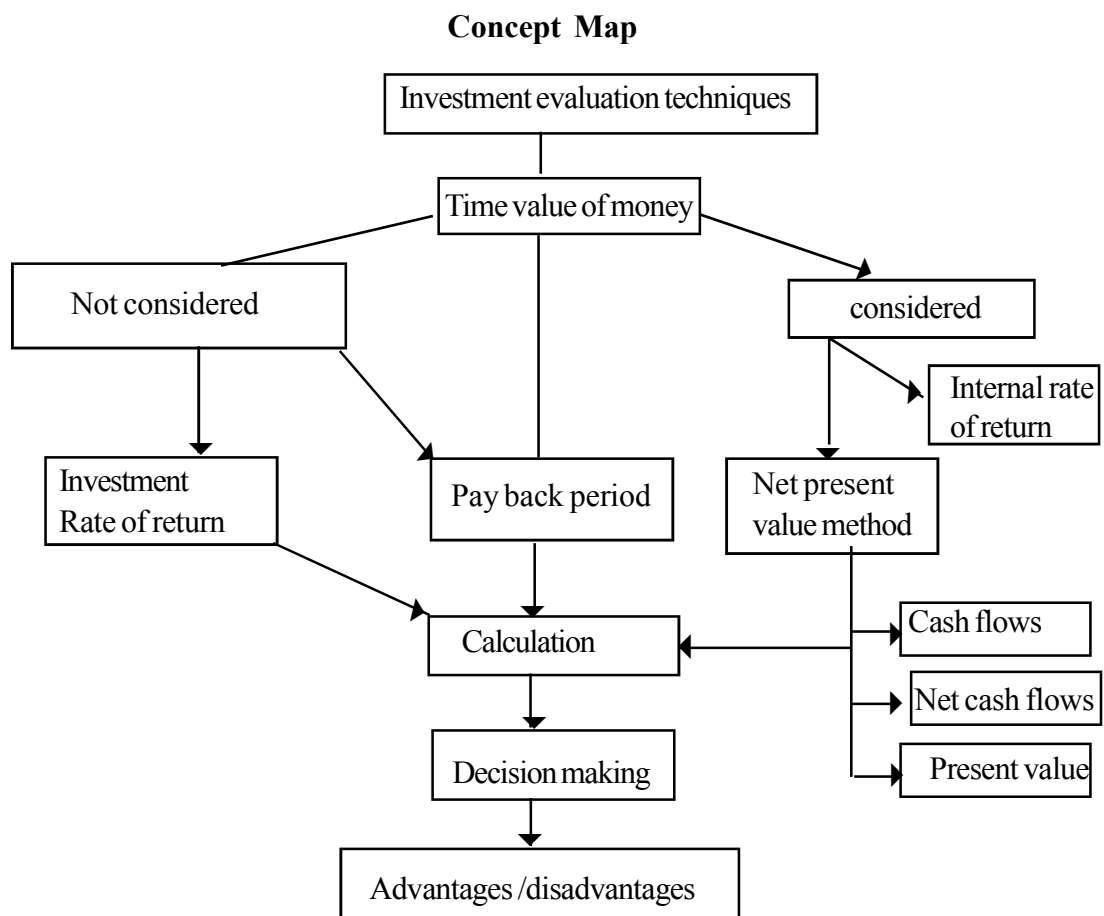 Concept Map
Investment evaluation techniques
Time value of money
Not considered
considered
Internal rate
of return
Investment
Rate of return
Pay back period
Net present
value method
Calculation
Cash flows
Net cash flows
Present value
Decision making
Advantages /disadvantages